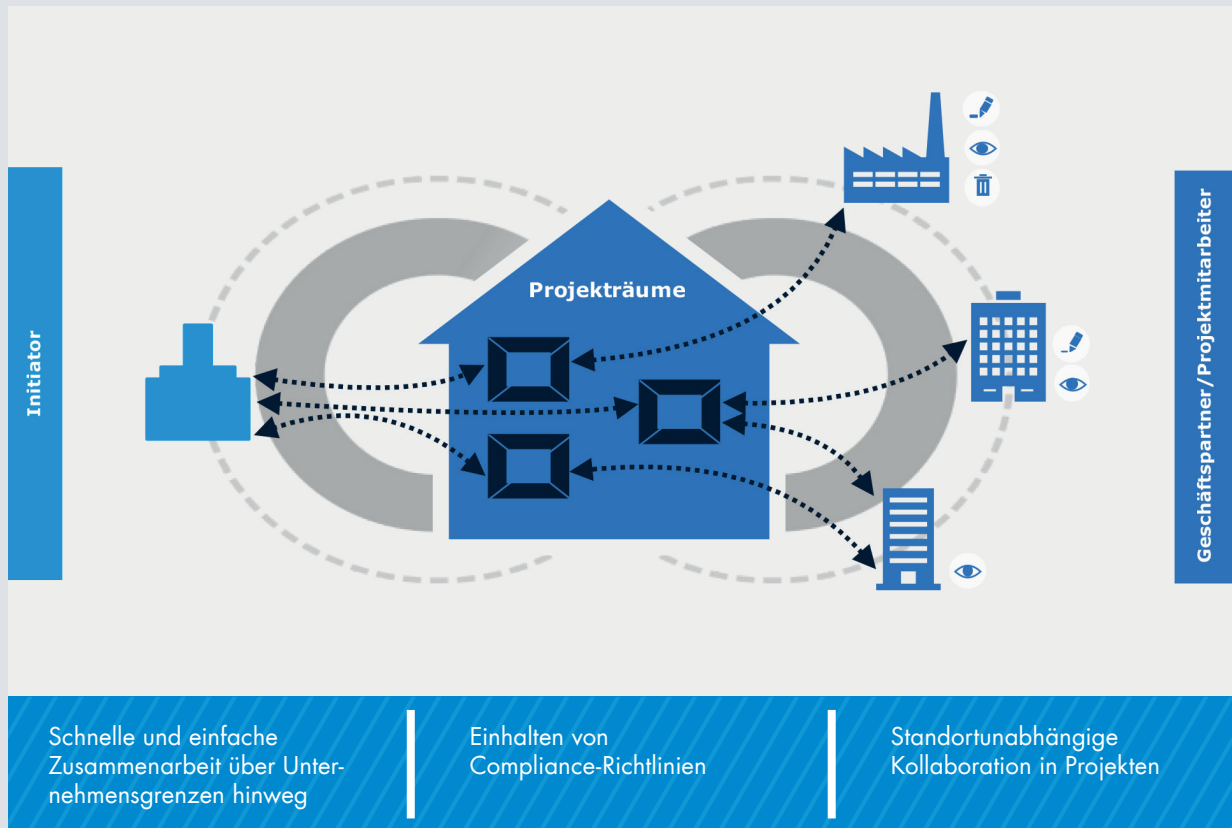 Initiator
Projekträume
Geschäftspartner/Projektmitarbeiter
Schnelle und einfache
Zusammenarbeit über Unter-
nehmensgrenzen hinweg
Einhalten von
Compliance-Richtlinien
Standortunabhängige
Kollaboration in Projekten